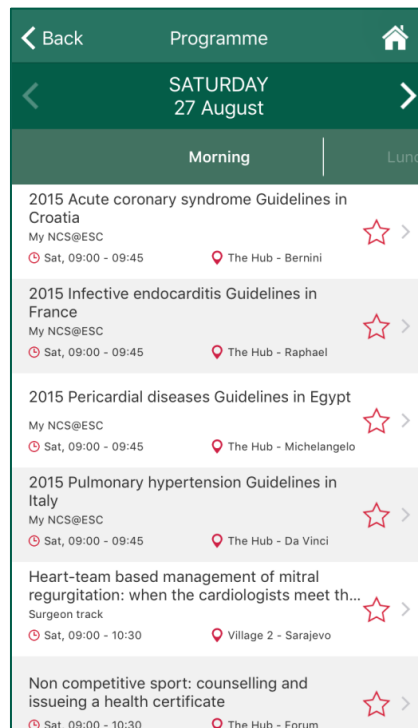 Back
Programme
SATURDAY
27 August
Morning
Lunc
2015 Acute coronary syndrome Guidelines in
Croatia
My NCS@ESC
Sat, 09:00 - 09:45
The Hub - Bernini
2015 Infective endocarditis Guidelines in
France
My NCS@ESC
Sat, 09:00 - 09:45
The Hub - Raphael
2015 Pericardial diseases Guidelines in Egypt
My NCS@ESC
Sat, 09:00 - 09:45
The Hub - Michelangelo
2015 Pulmonary hypertension Guidelines in
Italy
My NCS@ESC
Sat, 09:00 - 09:45
The Hub - Da Vinci
Heart-team based management of mitral
regurgitation: when the cardiologists meet th...
Surgeon track
Sat, 09:00 - 10:30
Village 2 - Sarajevo
Non competitive sport: counselling and
issueing a health certificate
Sat, 09:00 - 10:30
The Hub - Forum